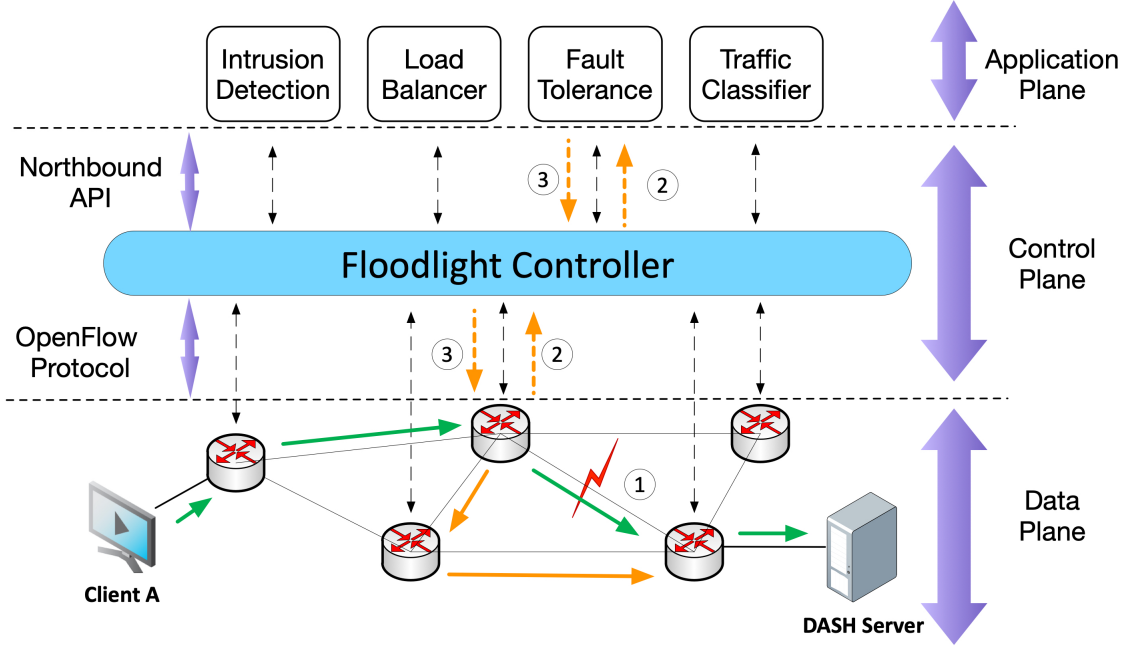 Intrusion
Detection
Load
Balancer
Fault
Tolerance
Traffic
Classifier
Application
Plane
Northbound
API
3
2
Floodlight Controller
Control
Plane
OpenFlow
Protocol
3
2
1
Data
Plane
Client A
DASH Server